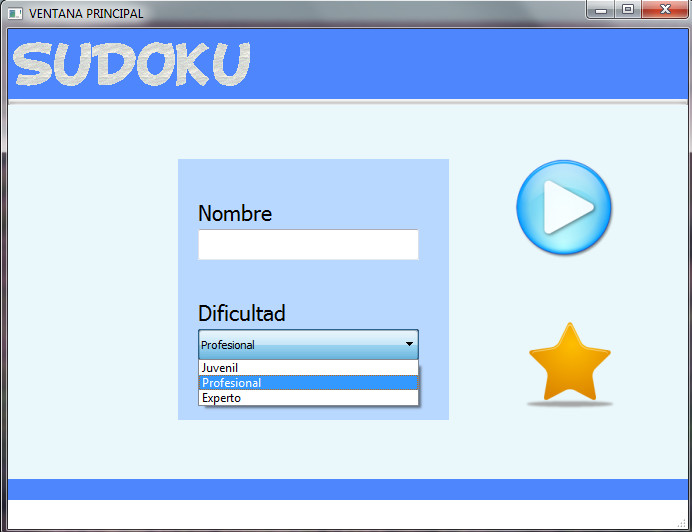 VENTANA PRINCIPAL
SUDOKU
Nombre
Dificultad
Profesional
Juvenil
Profesional
Experto